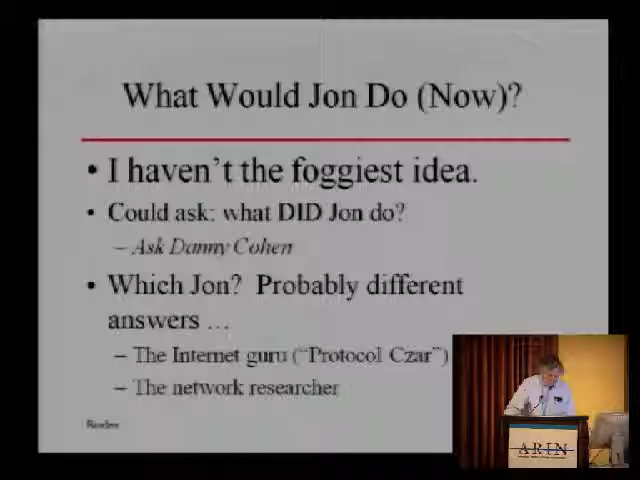 What Would Jon Do (Now)?
• I haven't the foggiest idea.
• Could ask: what DID Jon do?
– Ask Danny Cohen
• Which Jon? Probably different
answers ...
– The Internet guru ("Protocol Czar")
– The network researcher
ARIN